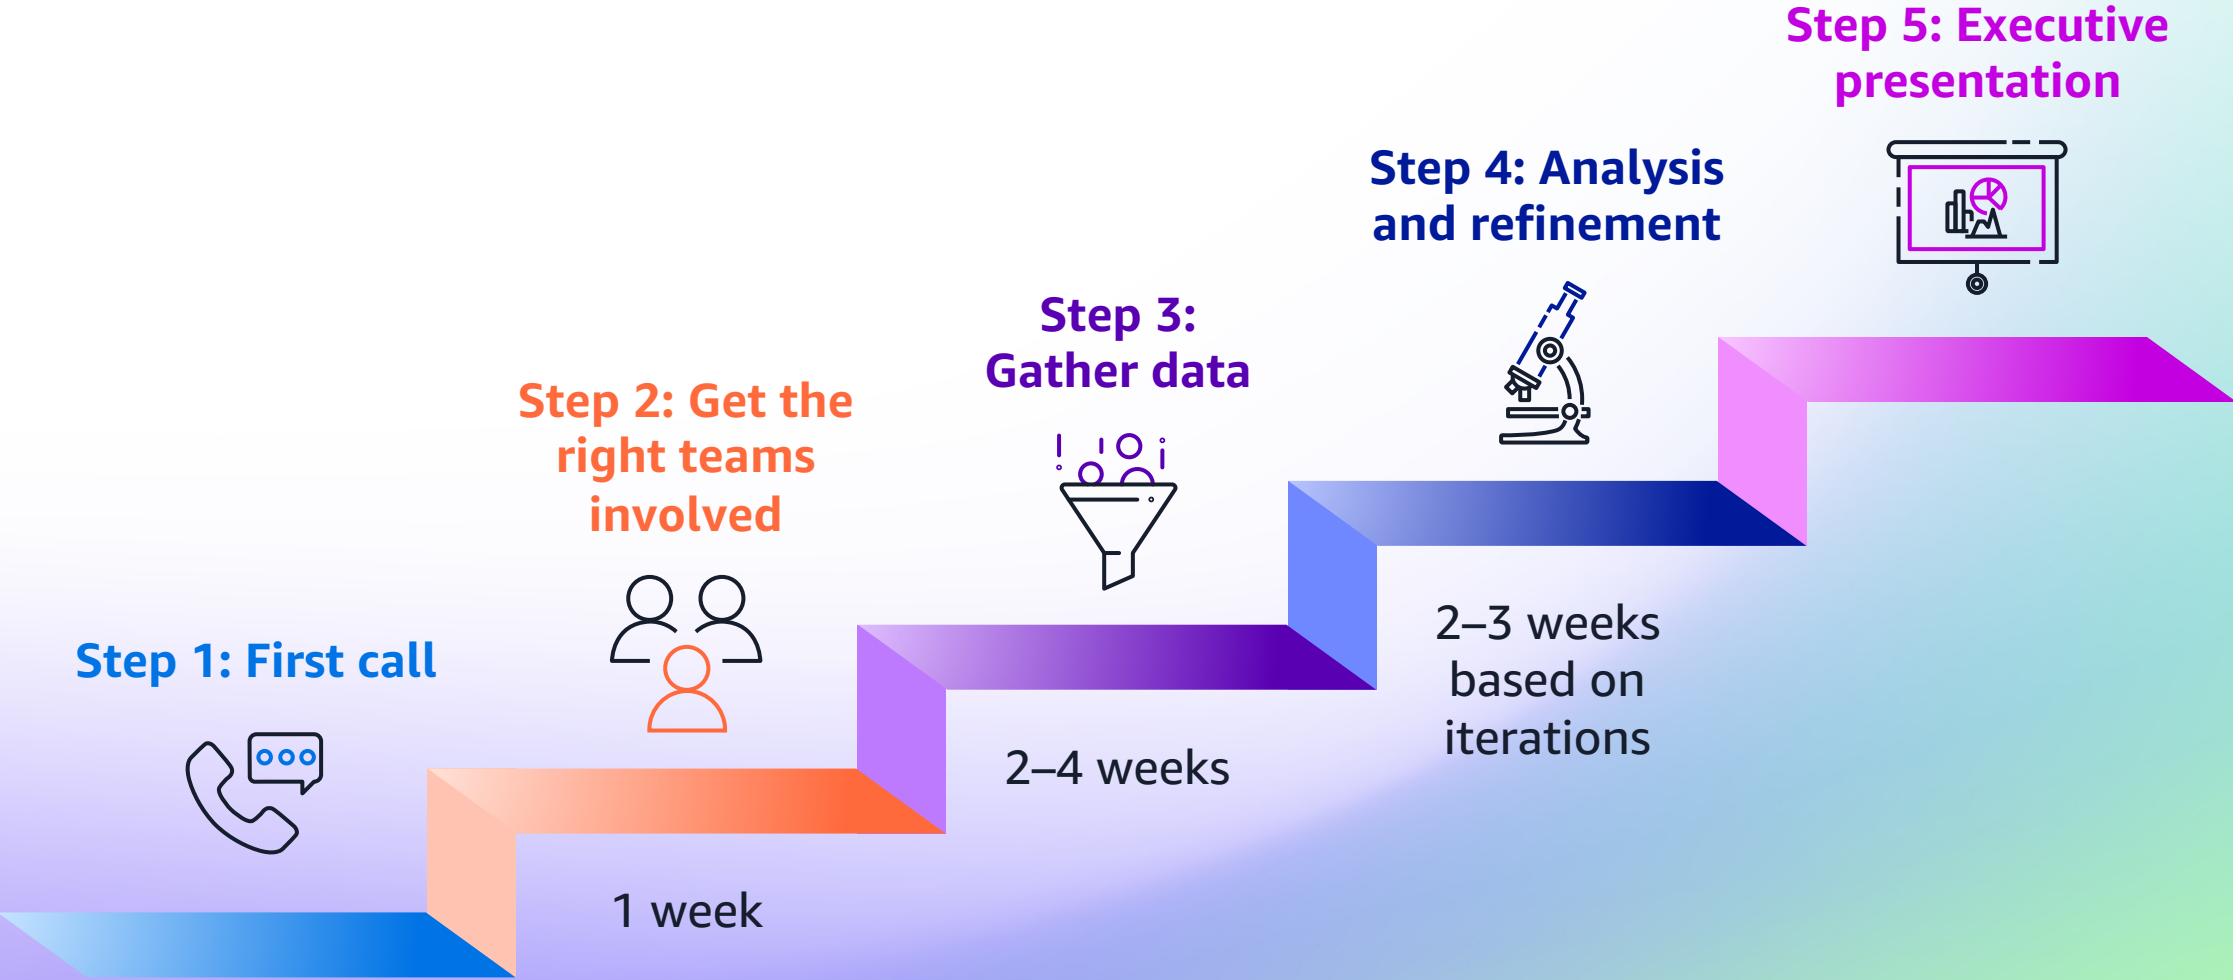 Step 1: First call
Step 2: Get the
right teams
involved
1 week
Step 3:
Gather data
2–4 weeks
Step 4: Analysis
and refinement
2–3 weeks
based on
iterations
Step 5: Executive
presentation